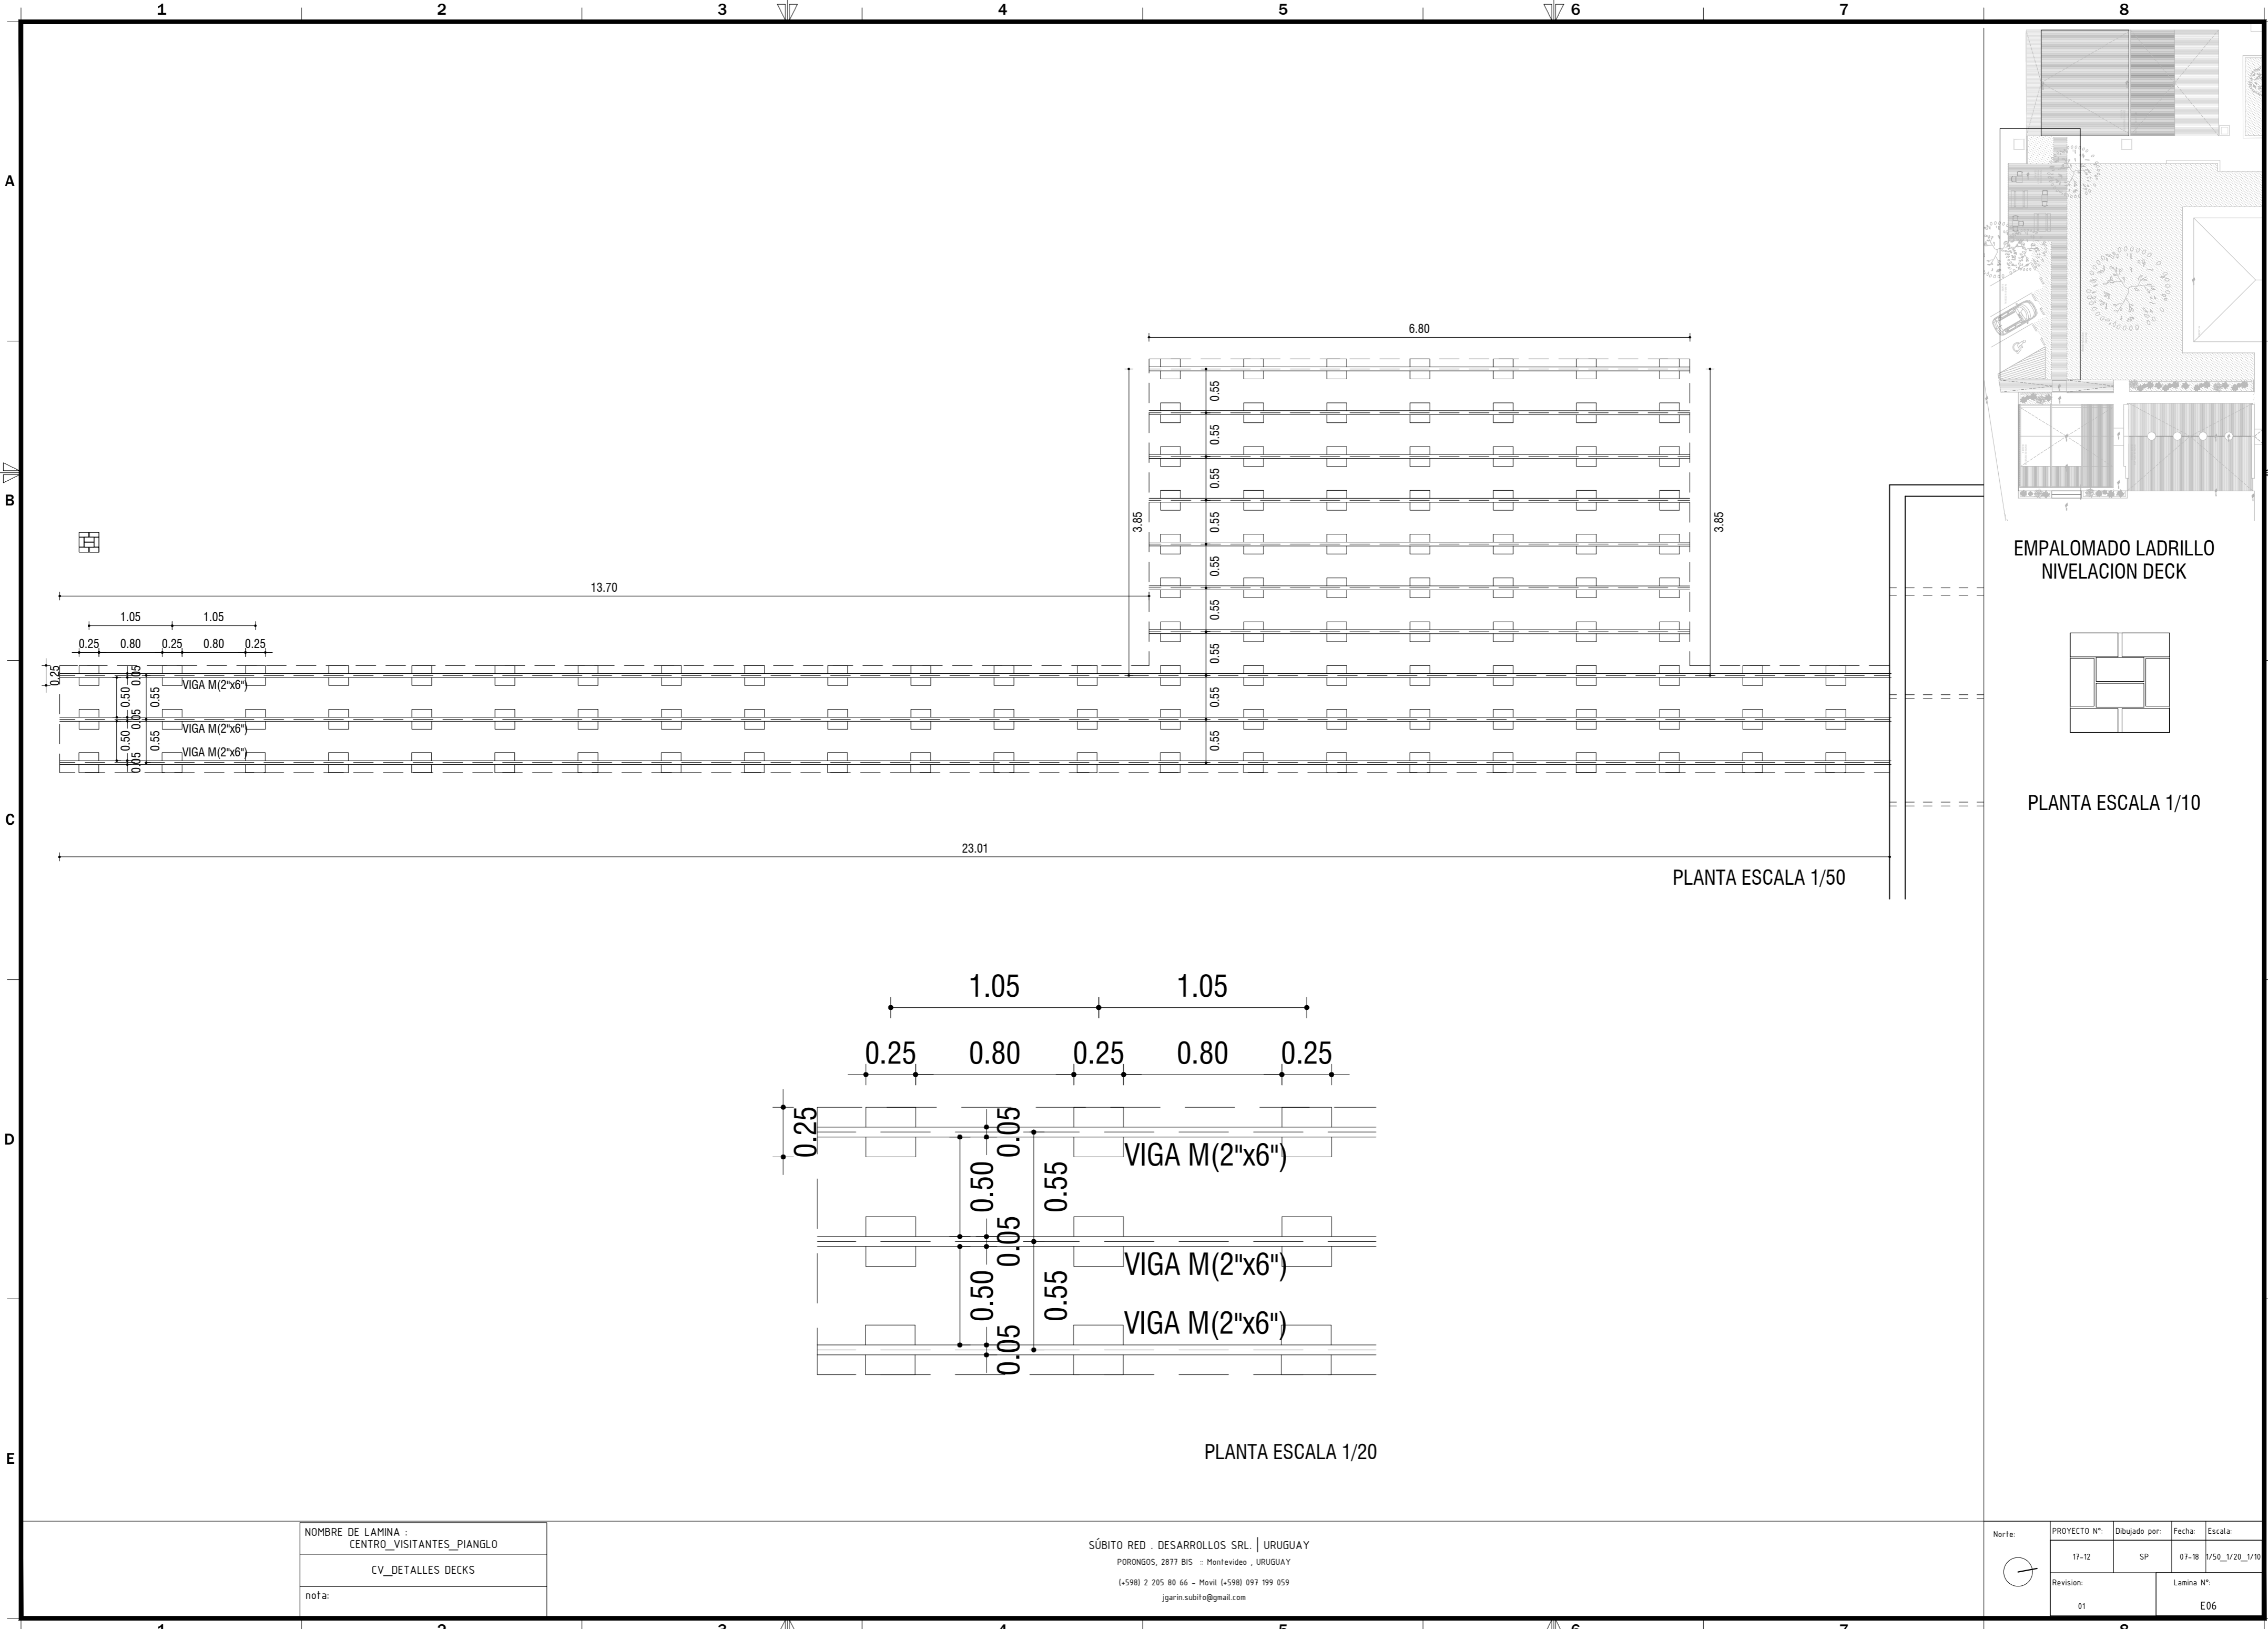 1 2 3 4 5 6 7 8
A
B
C
D
E
6.80
0.55
0.55
0.55
0.55
0.55
0.55
0.55
0.55
0.55
3.85
3.85
13.70
1.05 1.05
0.25 0.80 0.25 0.80 0.25
0.25
0.05
0.50
0.55
0.05
0.50
0.55
0.05
VIGA M(2"x6")
VIGA M(2"x6")
VIGA M(2"x6")
23.01
PLANTA ESCALA 1/50
EMPALOMADO LADRILLO
NIVELACION DECK
PLANTA ESCALA 1/10
1.05 1.05
0.25 0.80 0.25 0.80 0.25
0.25
0.05
0.50
0.55
0.05
0.50
0.55
0.05
VIGA M(2"x6")
VIGA M(2"x6")
VIGA M(2"x6")
PLANTA ESCALA 1/20
NOMBRE DE LAMINA :
CENTRO_VISITANTES_PIANGLO
CV_DETALLES DECKS
nota:
SÚBITO RED . DESARROLLOS SRL. | URUGUAY
PORONGOS, 2877 BIS :: Montevideo , URUGUAY
(+598) 2 205 80 66 - Movil (+598) 097 199 059
jgarin.subito@gmail.com
Norte:
PROYECTO N°: Dibujado por: Fecha: Escala:
17-12 SP 07-18 1/50_1/20_1/10
Revision: Lamina N°:
01 E06